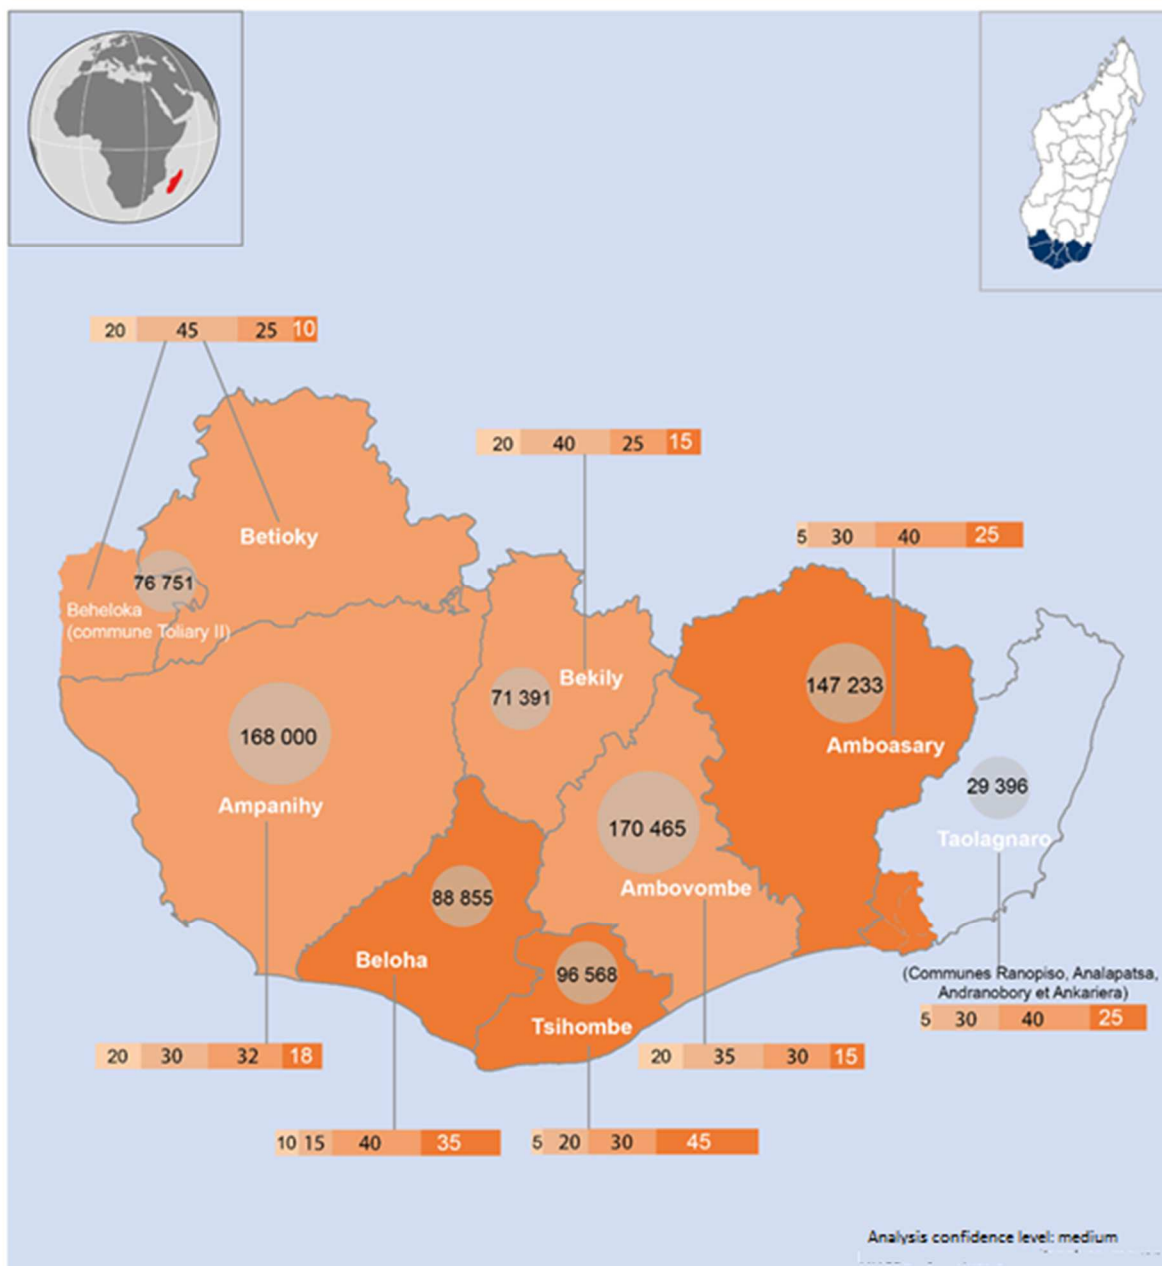 20 45 25 10
20 40 25 15
5 30 40 25
Betioky
76 751
Beheloka
(commune Toliary II)
Bekily
71 391
147 233
Amboasary
168 000
Ampanihy
29 396
Taolagnaro
170 465
Ambovombe
88 855
Beloha
96 568
Tsihombe
(Communes Ranopiso, Analapatsa,
Andranobory et Ankariera)
5 30 40 25
20 30 32 18
20 35 30 15
10 15 40 35
5 20 30 45
Analysis confidence level: medium